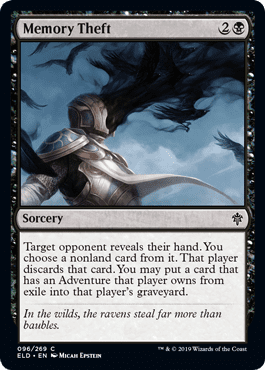 Memory Theft 2
Sorcery
Target opponent reveals their hand. You
choose a nonland card from it. That player
discards that card. You may put a card that
has an Adventure that player owns from
exile into that player's graveyard.
In the wilds, the ravens steal far more than
baubles.
096/269 C
ELD • EN MICAH EPSTEIN
™ & © 2019 Wizards of the Coast